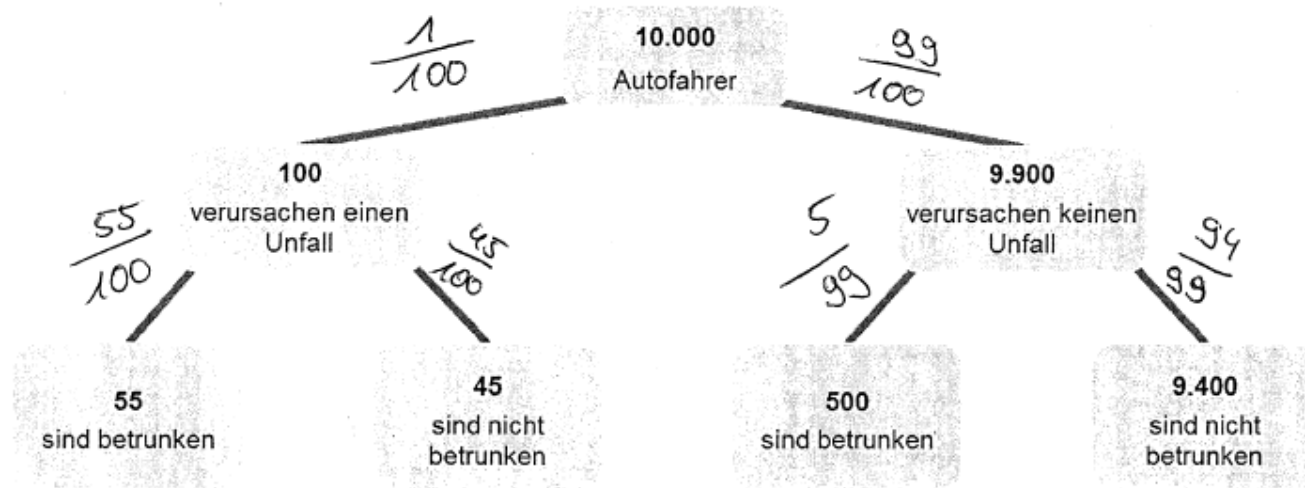 1/100
10.000
Autofahrer
99/100
100
verursachen einen
Unfall
9.900
verursachen keinen
Unfall
55/100
45/100
5/99
94/99
55
sind betrunken
45
sind nicht
betrunken
500
sind betrunken
9.400
sind nicht
betrunken